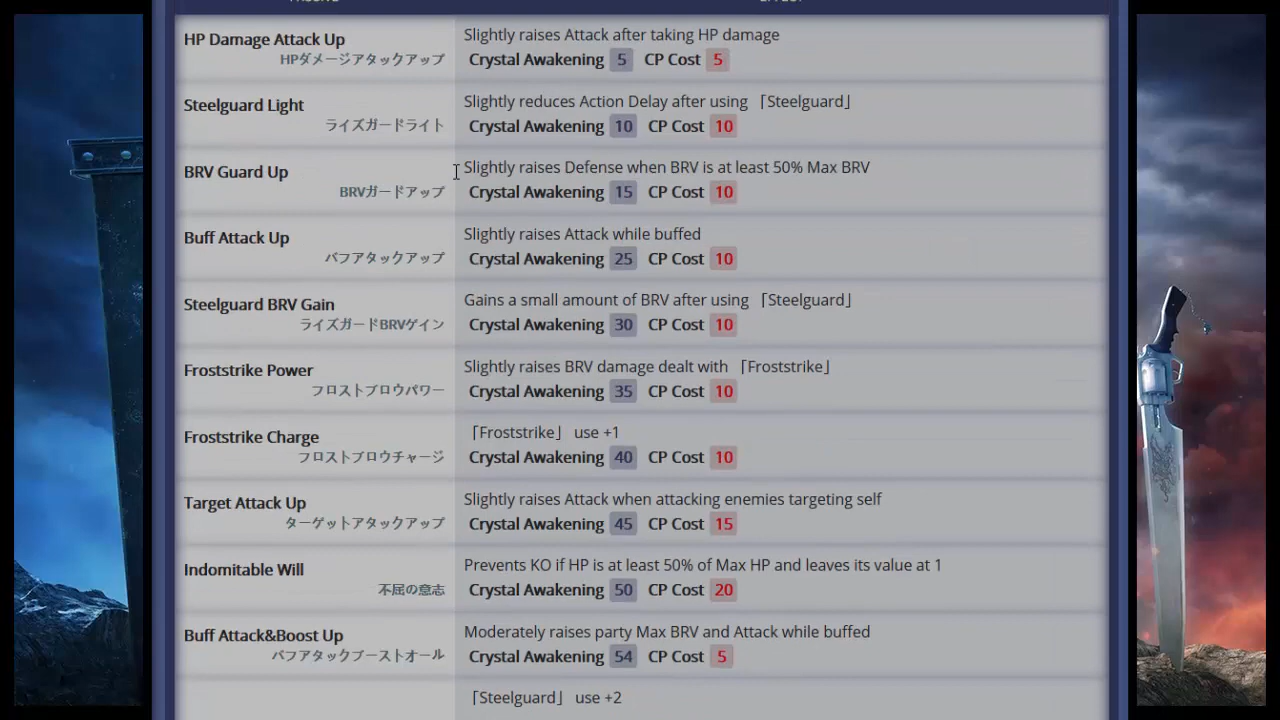 HP Damage Attack Up
HPダメージアタックアップ
Slightly raises Attack after taking HP damage
Crystal Awakening 5 CP Cost 5
Steelguard Light
ライズガードライト
Slightly reduces Action Delay after using 「Steelguard」
Crystal Awakening 10 CP Cost 10
BRV Guard Up
BRVガードアップ
Slightly raises Defense when BRV is at least 50% Max BRV
Crystal Awakening 15 CP Cost 10
Buff Attack Up
バフアタックアップ
Slightly raises Attack while buffed
Crystal Awakening 25 CP Cost 10
Steelguard BRV Gain
ライズガードBRVゲイン
Gains a small amount of BRV after using 「Steelguard」
Crystal Awakening 30 CP Cost 10
Froststrike Power
フロストブロウパワー
Slightly raises BRV damage dealt with 「Froststrike」
Crystal Awakening 35 CP Cost 10
Froststrike Charge
フロストブロウチャージ
「Froststrike」 use +1
Crystal Awakening 40 CP Cost 10
Target Attack Up
ターゲットアタックアップ
Slightly raises Attack when attacking enemies targeting self
Crystal Awakening 45 CP Cost 15
Indomitable Will
不屈の意志
Prevents KO if HP is at least 50% of Max HP and leaves its value at 1
Crystal Awakening 50 CP Cost 20
Buff Attack&Boost Up
バフアタックブーストオール
Moderately raises party Max BRV and Attack while buffed
Crystal Awakening 54 CP Cost 5
「Steelguard」 use +2